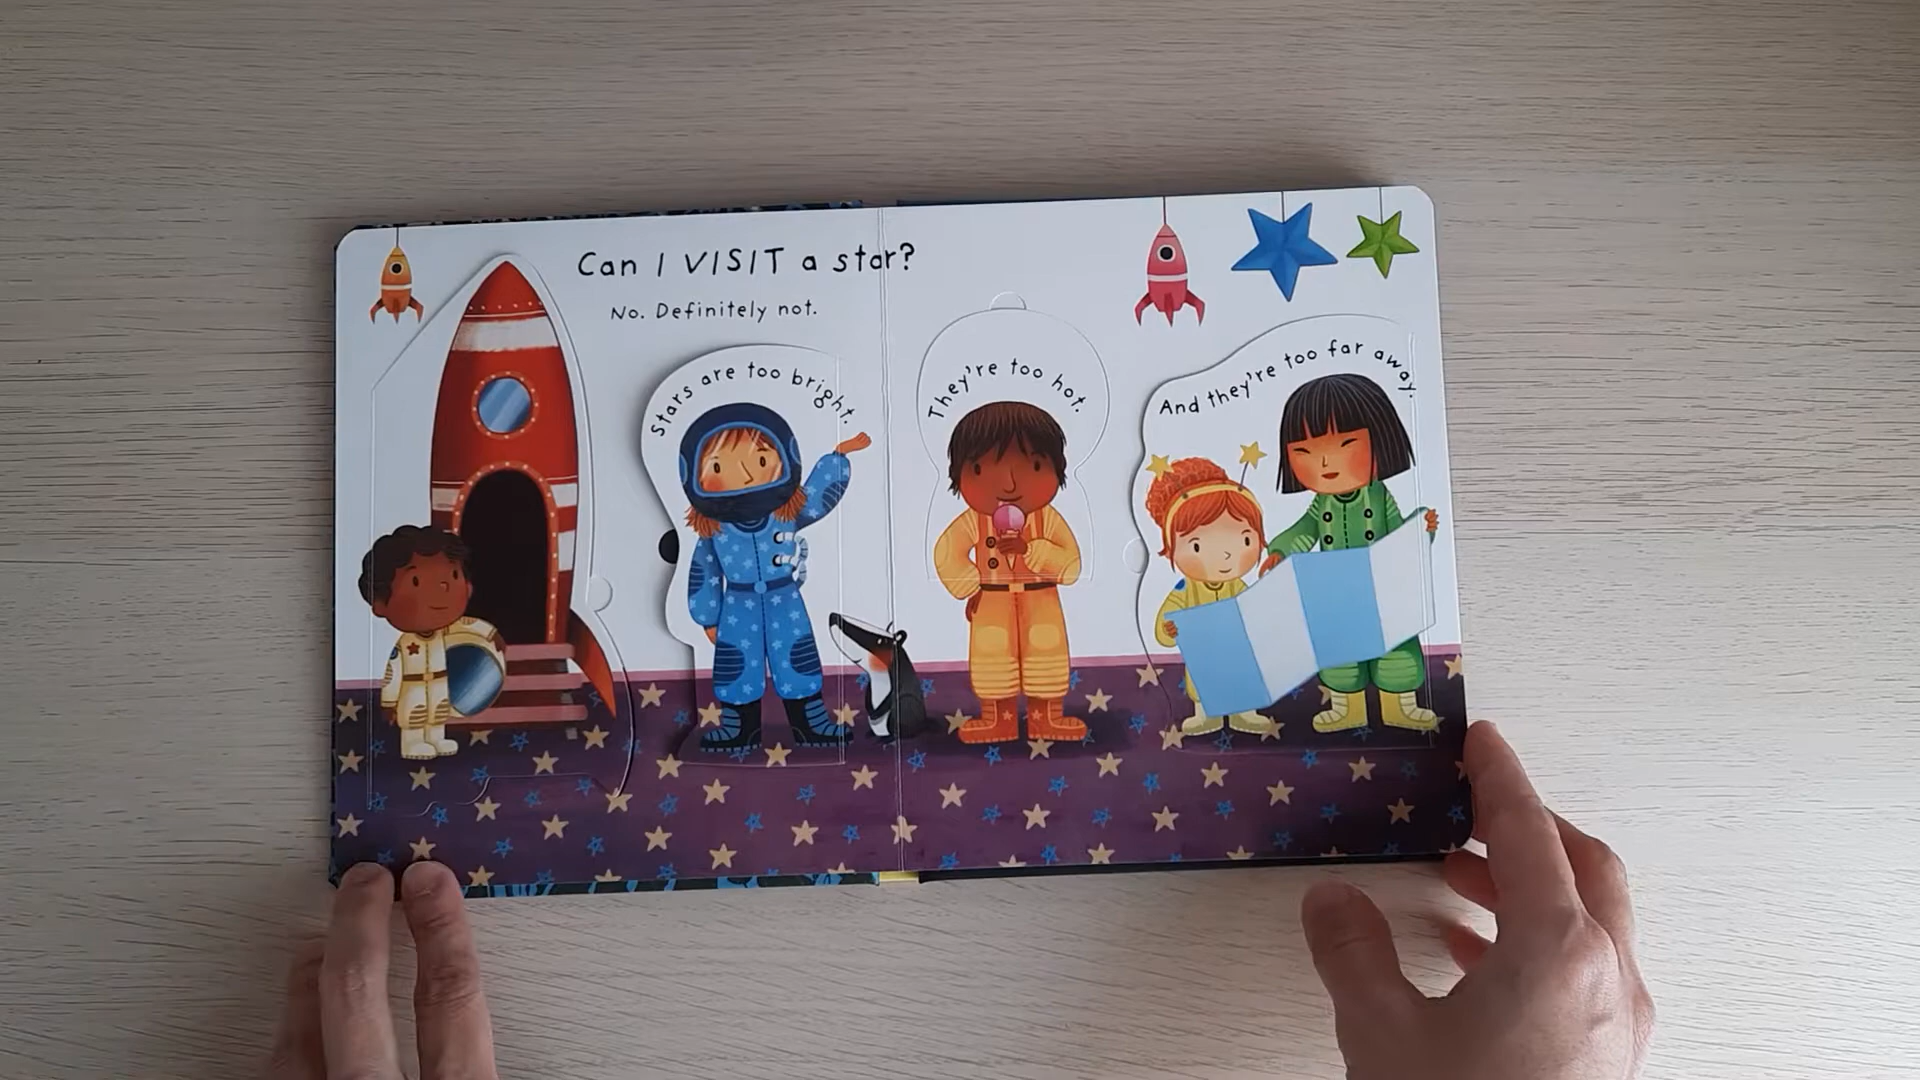 Can I VISIT a star?
No. Definitely not.
Stars are too bright.
They're too hot.
And they're too far away.